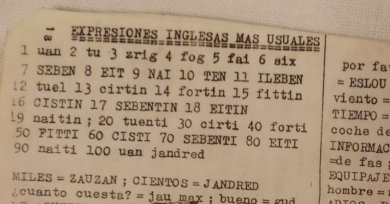 EXPRESIONES INGLESAS MAS USUALES
1 uan 2 tu 3 zrig 4 fog 5 fai 6 six
7 SEBEN 8 EIT 9 NAI 10 TEN 11 ILEBEN
12 tuel 13 cirtin 14 fortin 15 fittin
16 CISTIN 17 SEBENTIN 18 EITIN
19 naitin ; 20 tuenti 30 cirti 40 forti
50 FITTI 60 CISTI 70 SEBENTI 80 EITI
90 naiti 100 uan jandred
MILES = ZAUZAN ; CIENTOS = JANDRED
¿cuanto cuesta? = jau max ; bueno = gud
por fa
= ESLOU
viento =
TIEMPO =
coche de
INFORMAC
=de fas
EQUIPAJE
hombre =